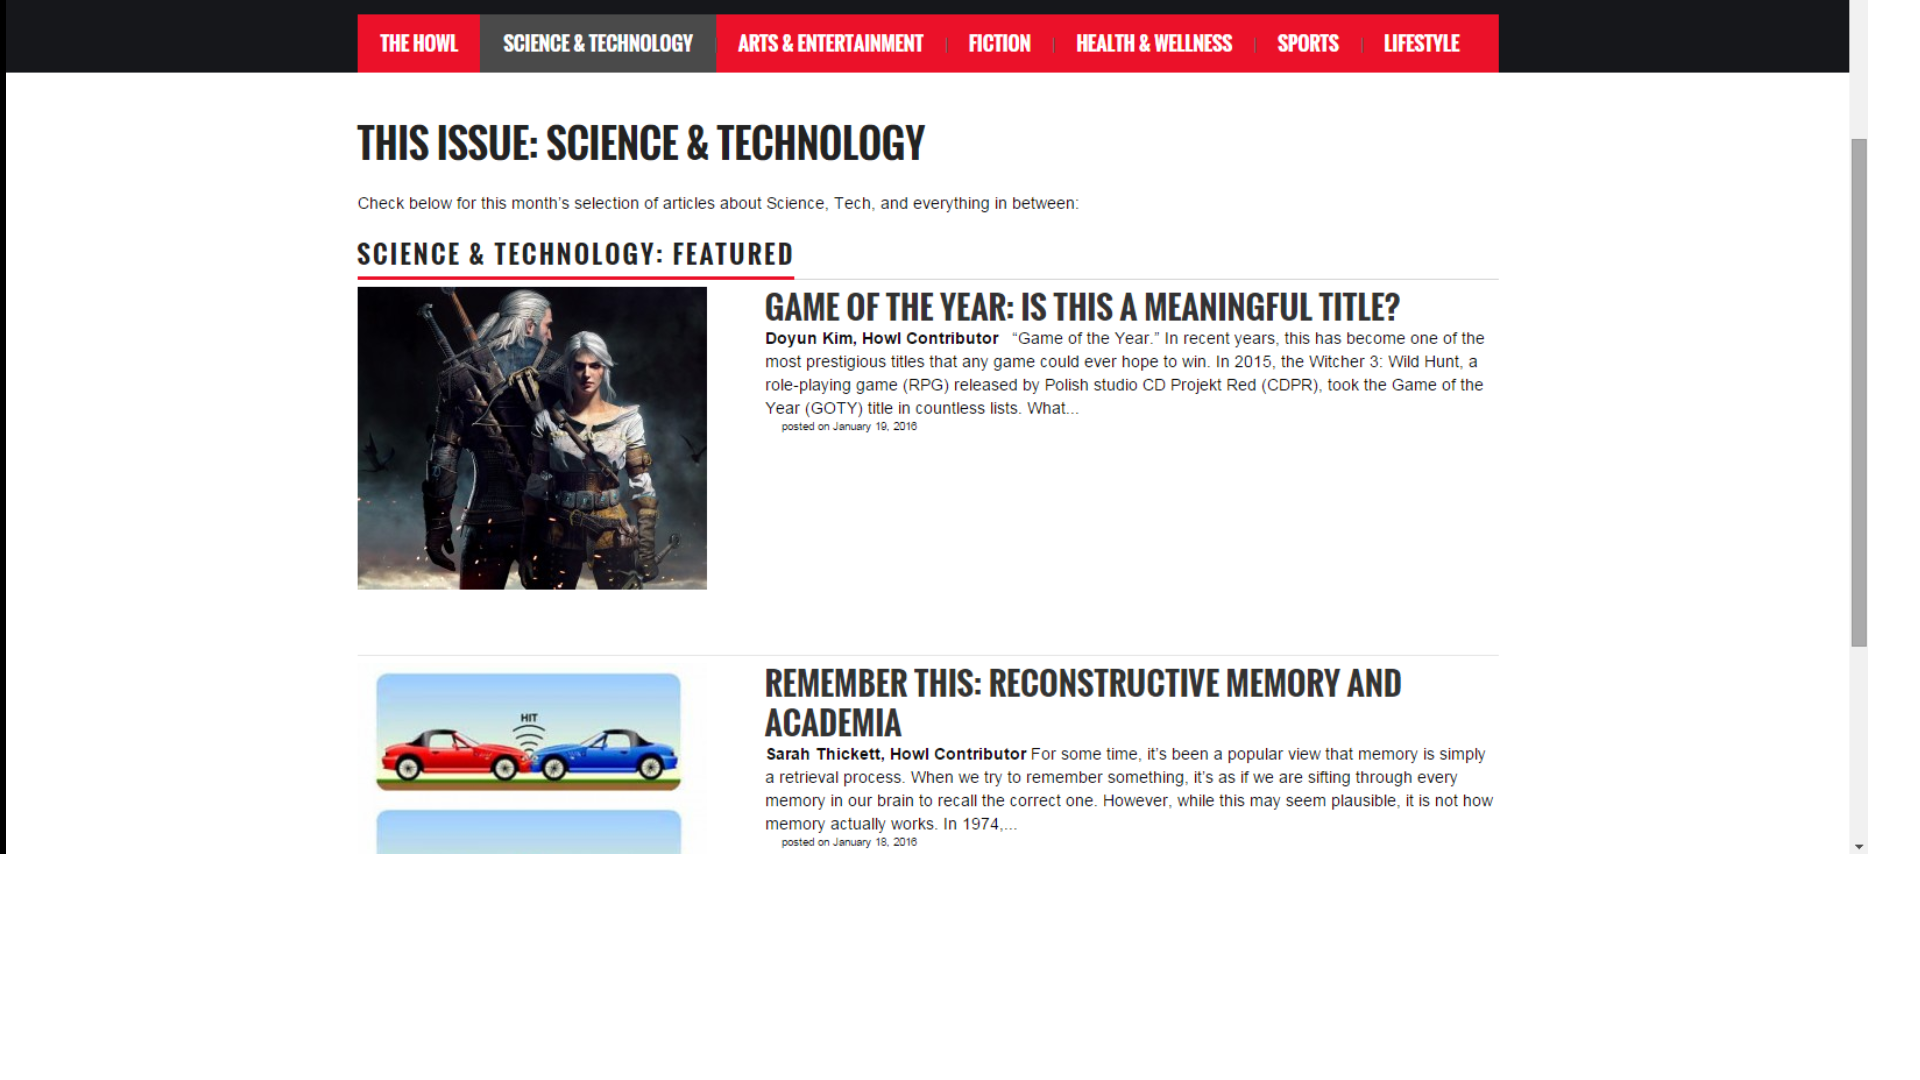 THE HOWL SCIENCE & TECHNOLOGY ARTS & ENTERTAINMENT FICTION HEALTH & WELLNESS SPORTS LIFESTYLE
THIS ISSUE: SCIENCE & TECHNOLOGY
Check below for this month's selection of articles about Science, Tech, and everything in between:
SCIENCE & TECHNOLOGY: FEATURED
GAME OF THE YEAR: IS THIS A MEANINGFUL TITLE?
Doyun Kim, Howl Contributor “Game of the Year.” In recent years, this has become one of the
most prestigious titles that any game could ever hope to win. In 2015, the Witcher 3: Wild Hunt, a
role-playing game (RPG) released by Polish studio CD Projekt Red (CDPR), took the Game of the
Year (GOTY) title in countless lists. What...
posted on January 19, 2016
HIT
REMEMBER THIS: RECONSTRUCTIVE MEMORY AND
ACADEMIA
Sarah Thickett, Howl Contributor For some time, it's been a popular view that memory is simply
a retrieval process. When we try to remember something, it's as if we are sifting through every
memory in our brain to recall the correct one. However, while this may seem plausible, it is not how
memory actually works. In 1974,...
posted on January 18, 2016